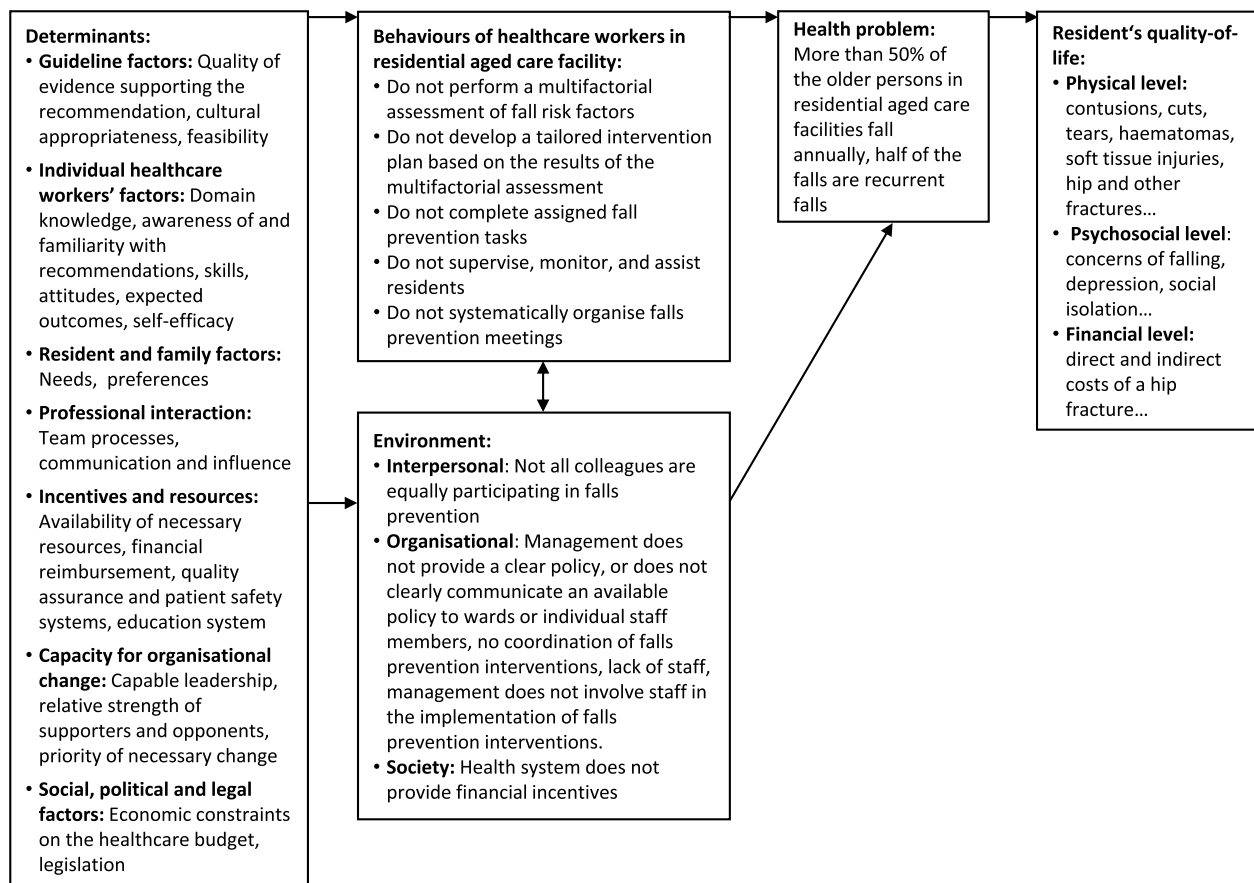 Determinants:
• Guideline factors: Quality of
evidence supporting the
recommendation, cultural
appropriateness, feasibility
• Individual healthcare
workers’ factors: Domain
knowledge, awareness of and
familiarity with
recommendations, skills,
attitudes, expected
outcomes, self-efficacy
• Resident and family factors:
Needs,  preferences
• Professional interaction:
Team processes,
communication and influence
• Incentives and resources:
Availability of necessary
resources, financial
reimbursement, quality
assurance and patient safety
systems, education system
• Capacity for organisational
change: Capable leadership,
relative strength of
supporters and opponents,
priority of necessary change
• Social, political and legal
factors: Economic constraints
on the healthcare budget,
legislation
Behaviours of healthcare workers in
residential aged care facility:
• Do not perform a multifactorial
assessment of fall risk factors
• Do not develop a tailored intervention
plan based on the results of the
multifactorial assessment
• Do not complete assigned fall
prevention tasks
• Do not supervise, monitor, and assist
residents
• Do not systematically organise falls
prevention meetings
Environment:
• Interpersonal: Not all colleagues are
equally participating in falls
prevention
• Organisational: Management does
not provide a clear policy, or does not
clearly communicate an available
policy to wards or individual staff
members, no coordination of falls
prevention interventions, lack of staff,
management does not involve staff in
the implementation of falls
prevention interventions.
• Society: Health system does not
provide financial incentives
Health problem:
More than 50% of
the older persons in
residential aged care
facilities fall
annually, half of the
falls are recurrent
falls
Resident‘s quality-of-
life:
• Physical level:
contusions, cuts,
tears, haematomas,
soft tissue injuries,
hip and other
fractures…
• Psychosocial level:
concerns of falling,
depression, social
isolation…
• Financial level:
direct and indirect
costs of a hip
fracture…